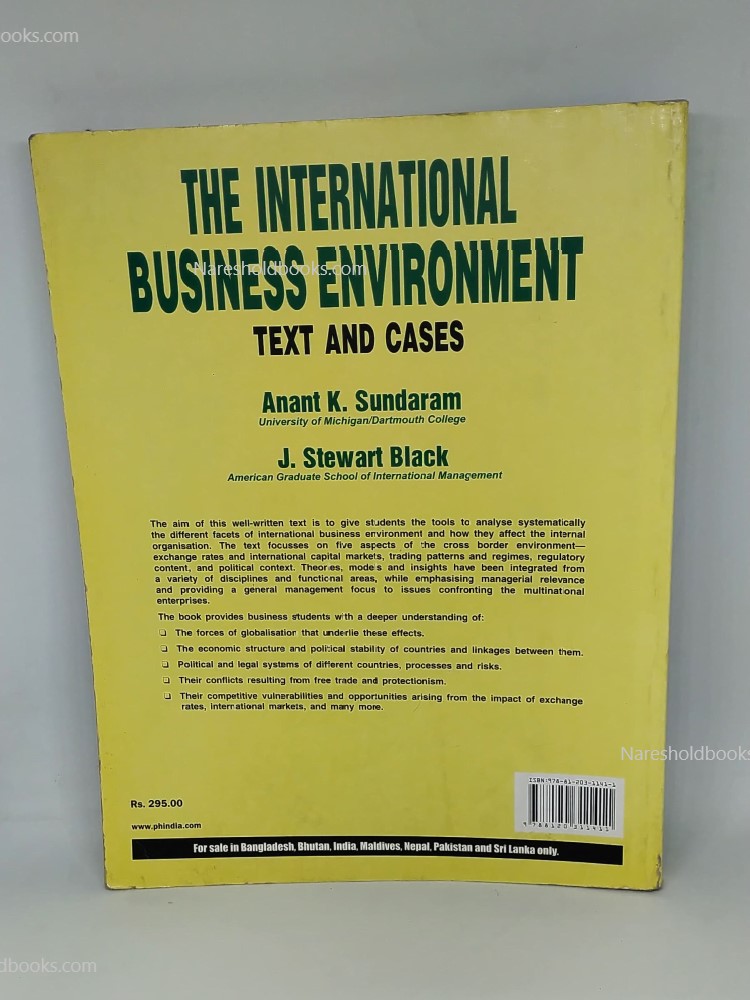 ooks.com
THE INTERNATIONAL
BUSINESS ENVIRONMENT
Naresholdbooks.com
TEXT AND CASES
Anant K. Sundaram
University of Michigan/Dartmouth College
J. Stewart Black
American Graduate School of International Management
The aim of this well-written text is to give students the tools to analyse systematically
the different facets of international business environment and how they affect the internal
organisation. The text focusses on five aspects of the cross border environment—
exchange rates and international capital markets, trading patterns and regimes, regulatory
content, and political context. Theories, models and insights have been integrated from
a variety of disciplines and functional areas, while emphasising managerial relevance
and providing a general management focus to issues confronting the multinational
enterprises.
The book provides business students with a deeper understanding of:
❑ The forces of globalisation that underlie these effects.
❑ The economic structure and political stability of countries and linkages between them.
❑ Political and legal systems of different countries, processes and risks.
❑ Their conflicts resulting from free trade and protectionism.
❑ Their competitive vulnerabilities and opportunities arising from the impact of exchange
rates, international markets, and many more.
Naresholdbooks
ISBN:978-81-203-1141-1
Rs. 295.00
9 788120 311411
www.phindia.com
For sale in Bangladesh, Bhutan, India, Maldives, Nepal, Pakistan and Sri Lanka only.
dbooks.com